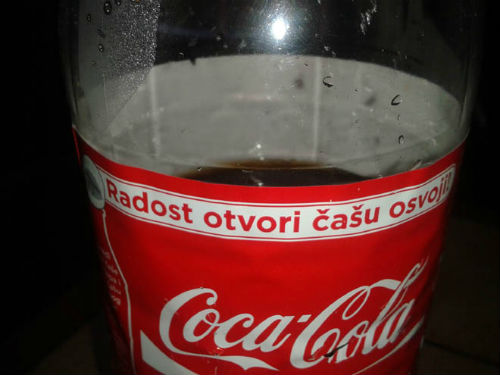 Radost otvori čašu osvoji!
Coca-Cola